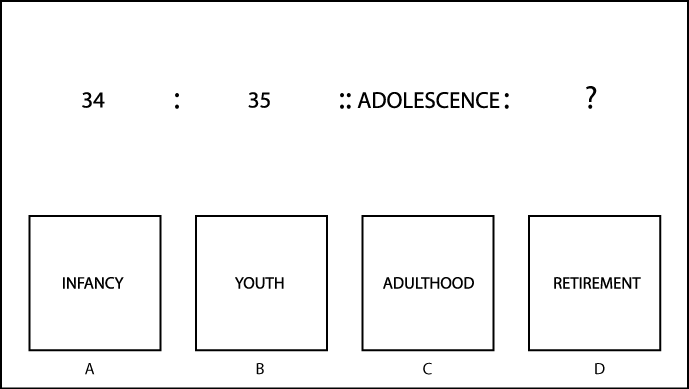 34 : 35 :: ADOLESCENCE : ?
INFANCY YOUTH ADULTHOOD RETIREMENT
A B C D